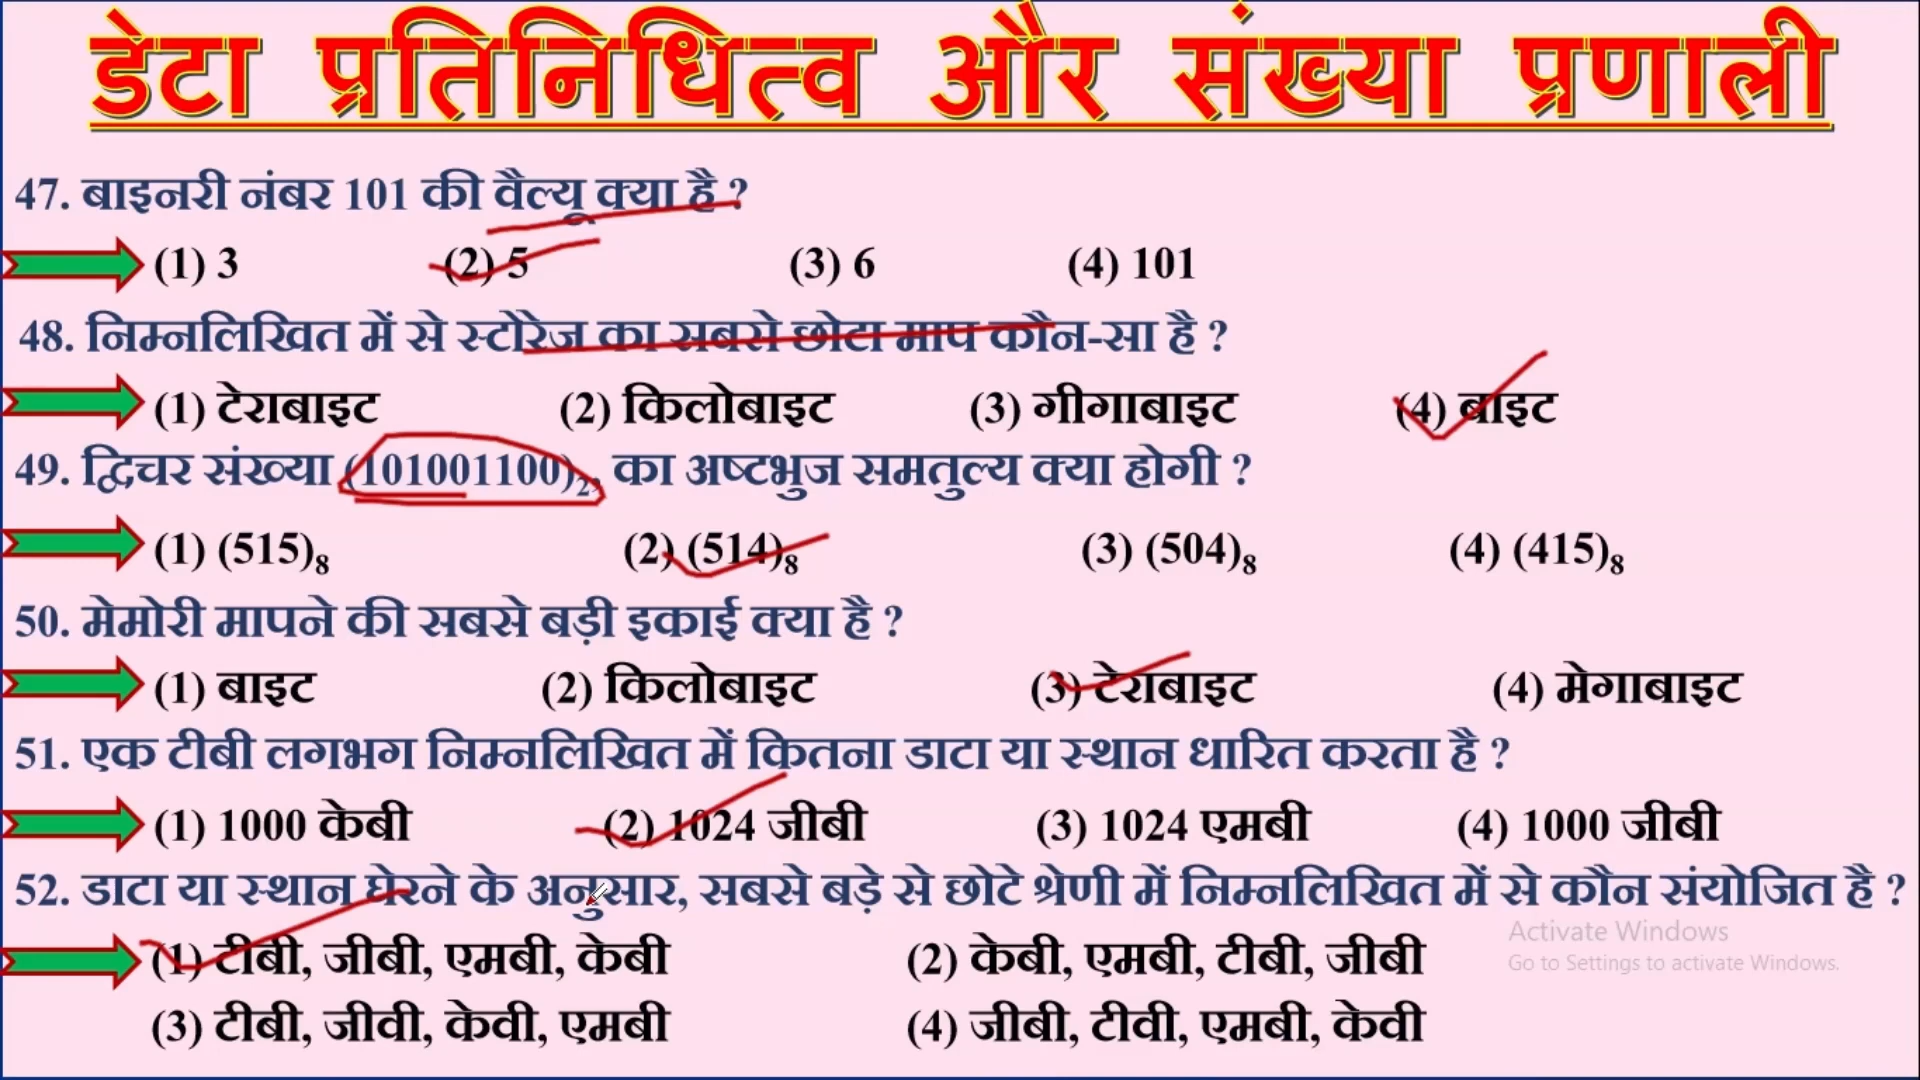 डेटा प्रतिनिधित्व और संख्या प्रणाली
47. बाइनरी नंबर 101 की वैल्यू क्या है ?
(1) 3 (2) 5 (3) 6 (4) 101
48. निम्नलिखित में से स्टोरेज का सबसे छोटा माप कौन-सा है ?
(1) टेराबाइट (2) किलोबाइट (3) गीगाबाइट (4) बाइट
49. द्विचर संख्या (101001100)₂, का अष्टभुज समतुल्य क्या होगी ?
(1) (515)₈ (2) (514)₈ (3) (504)₈ (4) (415)₈
50. मेमोरी मापने की सबसे बड़ी इकाई क्या है ?
(1) बाइट (2) किलोबाइट (3) टेराबाइट (4) मेगाबाइट
51. एक टीबी लगभग निम्नलिखित में कितना डाटा या स्थान धारित करता है ?
(1) 1000 केबी (2) 1024 जीबी (3) 1024 एमबी (4) 1000 जीबी
52. डाटा या स्थान घेरने के अनुसार, सबसे बड़े से छोटे श्रेणी में निम्नलिखित में से कौन संयोजित है ?
(1) टीबी, जीबी, एमबी, केबी (2) केबी, एमबी, टीबी, जीबी
(3) टीबी, जीवी, केवी, एमबी (4) जीबी, टीवी, एमबी, केवी
Activate Windows
Go to Settings to activate Windows.